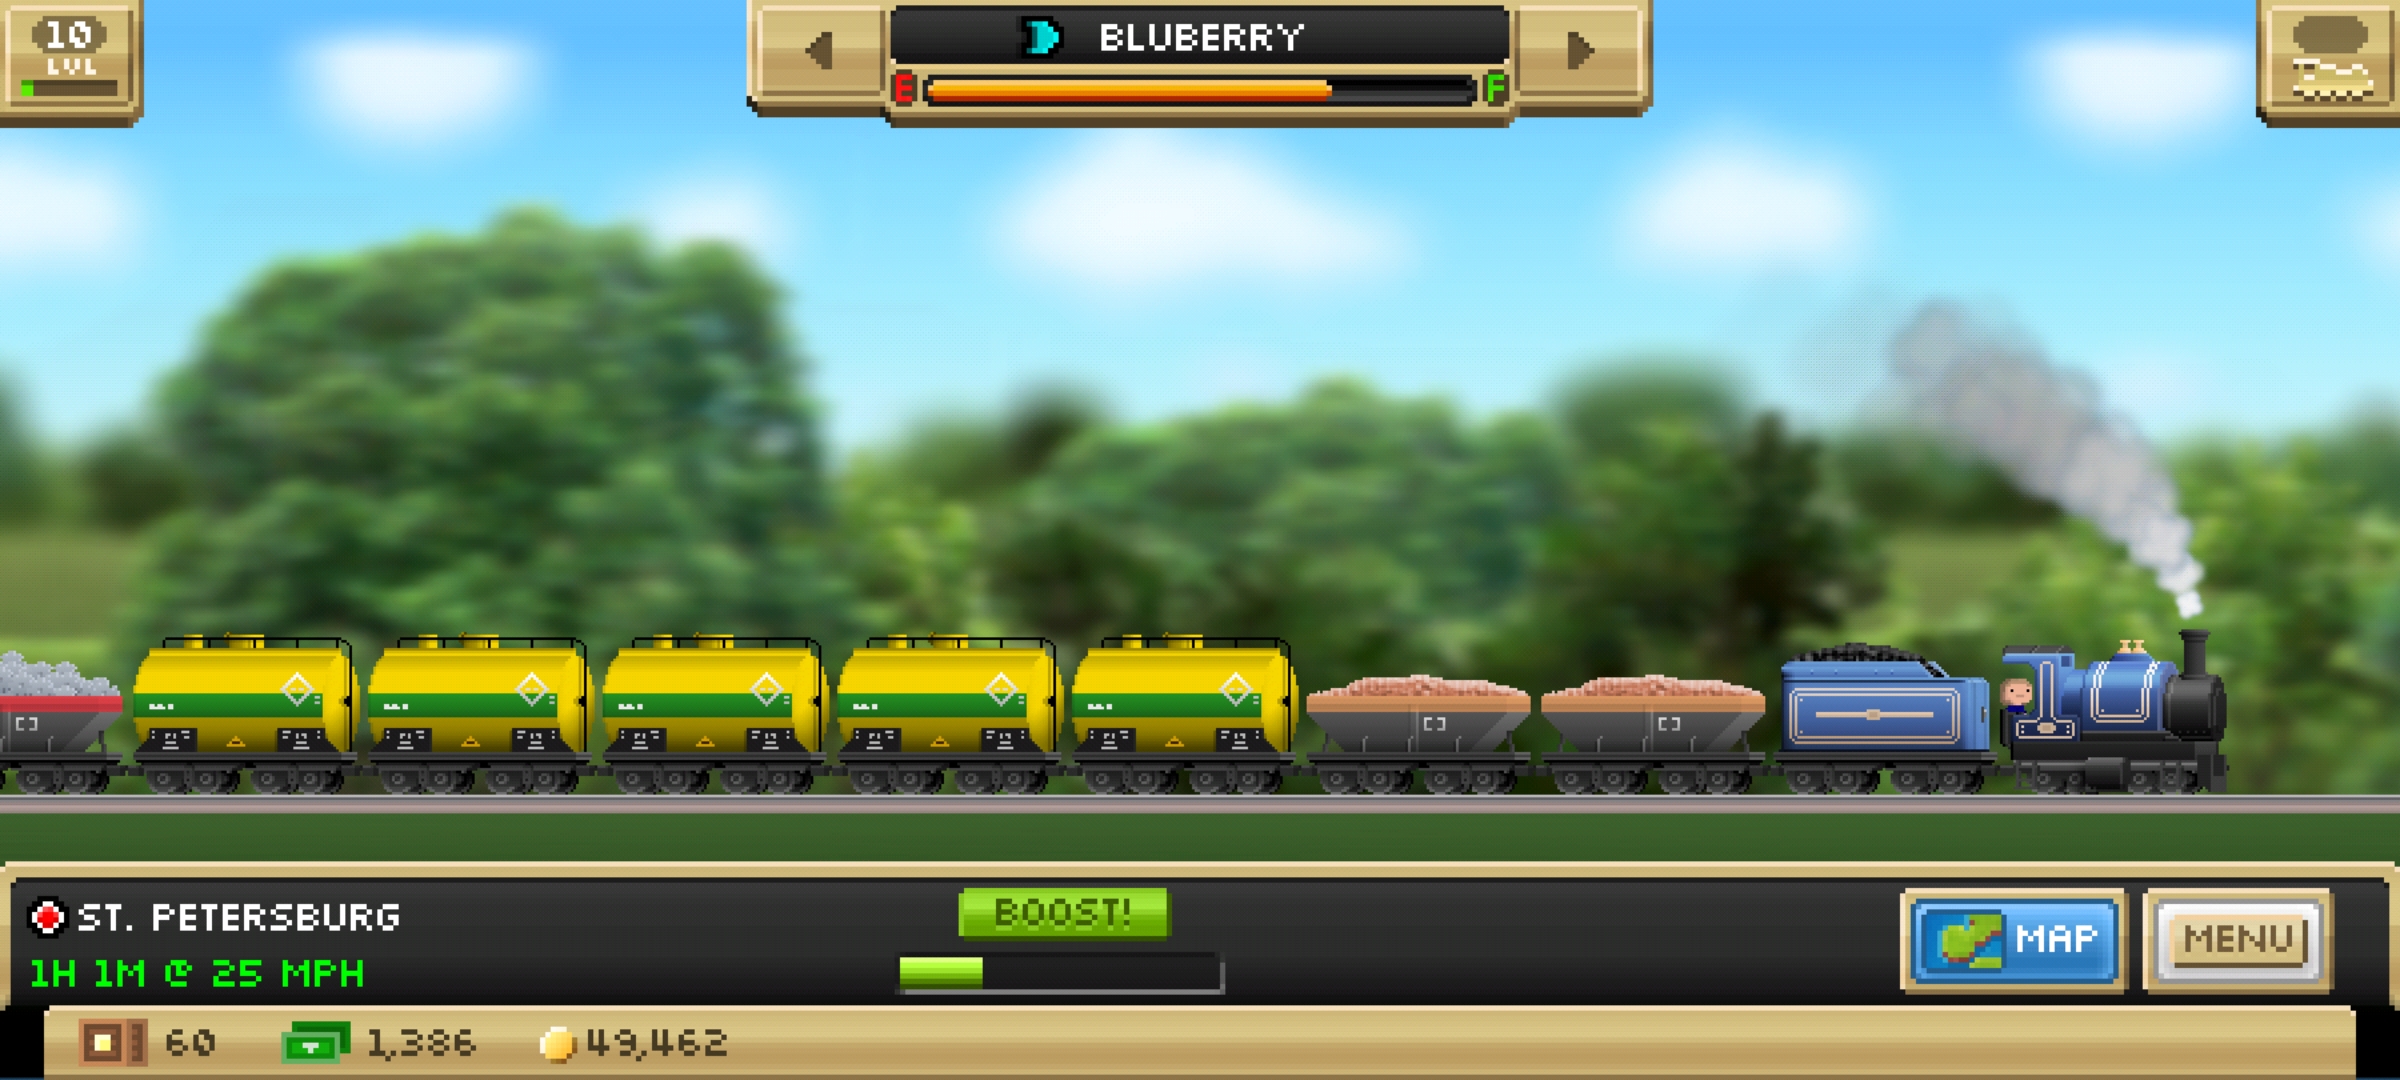 10
LVL
BLUBERRY
E F
ST. PETERSBURG
1H 1M @ 25 MPH
BOOST!
MAP
MENU
60 1,386 49,462